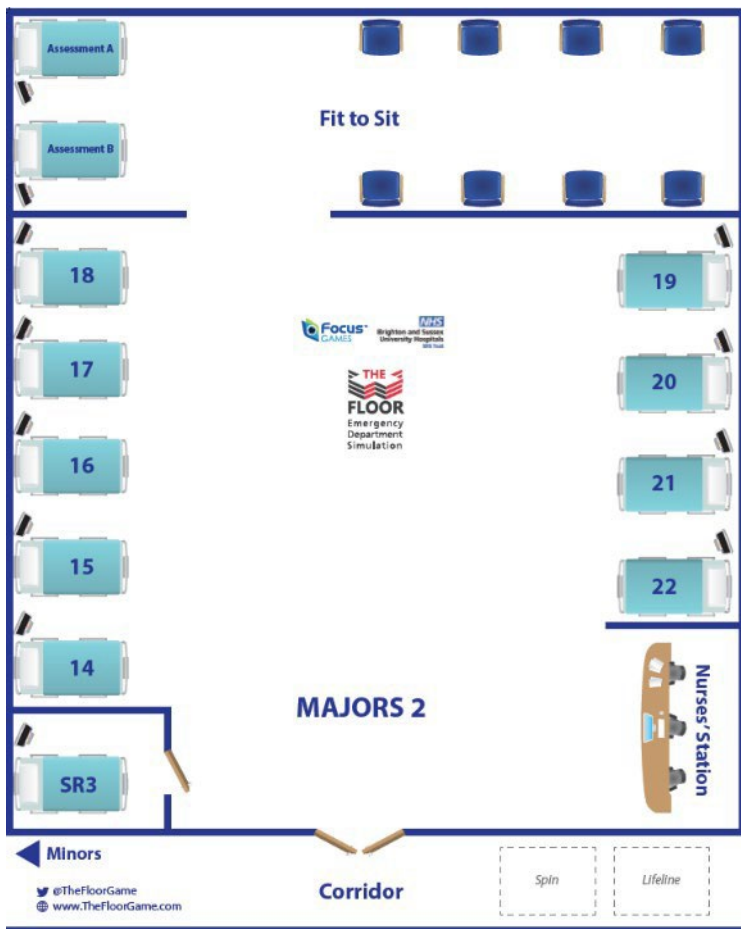 Assessment A
Fit to Sit
Assessment B
18
19
Focus
GAMES
NHS
Brighton and Sussex
University Hospitals
NHS Trust
17
20
THE
FLOOR
Emergency
Department
Simulation
16
21
15
22
14
MAJORS 2
Nurses' Station
SR3
Minors
@TheFloorGame
www.TheFloorGame.com
Corridor
Spin
Lifeline